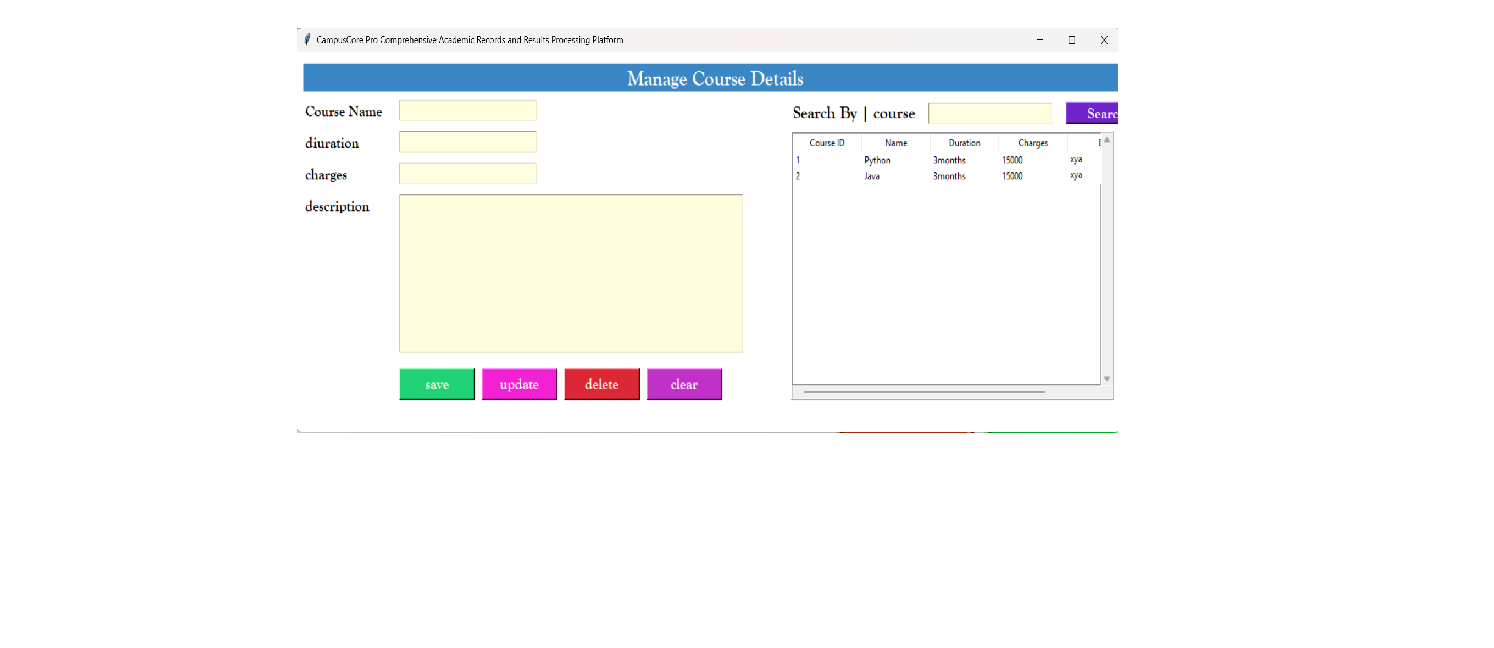 CampusCore Pro Comprehensive Academic Records and Results Processing Platform
Manage Course Details
Course Name
diuration
charges
description
save update delete clear
Search By | course Searc
Course ID Name Duration Charges D
1 Python 3months 15000 xya
2 Java 3months 15000 xya